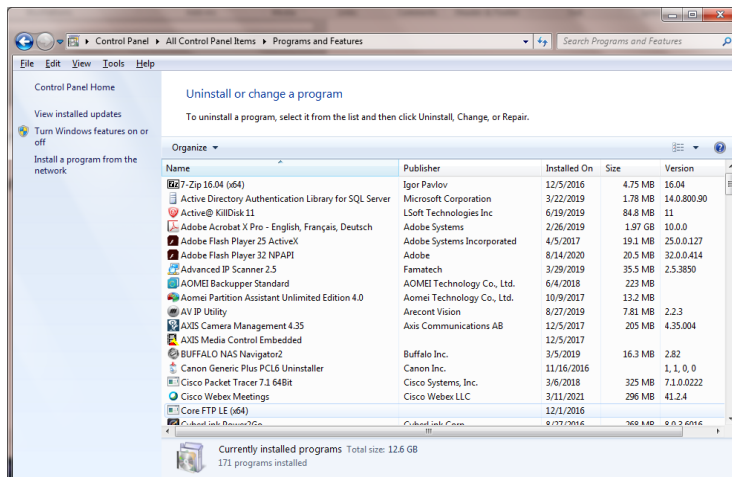 Control Panel All Control Panel Items Programs and Features Search Programs and Features
File Edit View Tools Help
Control Panel Home
View installed updates
Turn Windows features on or
off
Install a program from the
network
Uninstall or change a program
To uninstall a program, select it from the list and then click Uninstall, Change, or Repair.
Organize
Name Publisher Installed On Size Version
7-Zip 16.04 (x64) Igor Pavlov 12/5/2016 4.75 MB 16.04
Active Directory Authentication Library for SQL Server Microsoft Corporation 3/22/2019 1.78 MB 14.0.800.90
Active@ KillDisk 11 LSoft Technologies Inc 6/19/2019 84.8 MB 11
Adobe Acrobat X Pro - English, Français, Deutsch Adobe Systems 2/26/2019 1.97 GB 10.0.0
Adobe Flash Player 25 ActiveX Adobe Systems Incorporated 4/5/2017 19.1 MB 25.0.0.127
Adobe Flash Player 32 NPAPI Adobe 8/14/2020 20.5 MB 32.0.0.414
Advanced IP Scanner 2.5 Famatech 3/29/2019 35.5 MB 2.5.3850
AOMEI Backupper Standard AOMEI Technology Co., Ltd. 6/4/2018 223 MB
Aomei Partition Assistant Unlimited Edition 4.0 Aomei Technology Co., Ltd. 10/9/2017 13.2 MB
AV IP Utility Arecont Vision 8/27/2019 7.81 MB 2.2.3
AXIS Camera Management 4.35 Axis Communications AB 12/5/2017 205 MB 4.35.004
AXIS Media Control Embedded 12/5/2017
BUFFALO NAS Navigator2 Buffalo Inc. 3/5/2019 16.3 MB 2.82
Canon Generic Plus PCL6 Uninstaller Canon Inc. 11/16/2016 1, 1, 0, 0
Cisco Packet Tracer 7.1 64Bit Cisco Systems, Inc. 3/6/2018 325 MB 7.1.0.0222
Cisco Webex Meetings Cisco Webex LLC 3/11/2021 296 MB 41.2.4
Core FTP LE (x64) 12/1/2016
CyberLink Power2Go CyberLink Corp. 8/27/2016 268 MB 8.0.3.6016
Currently installed programs Total size: 12.6 GB
171 programs installed